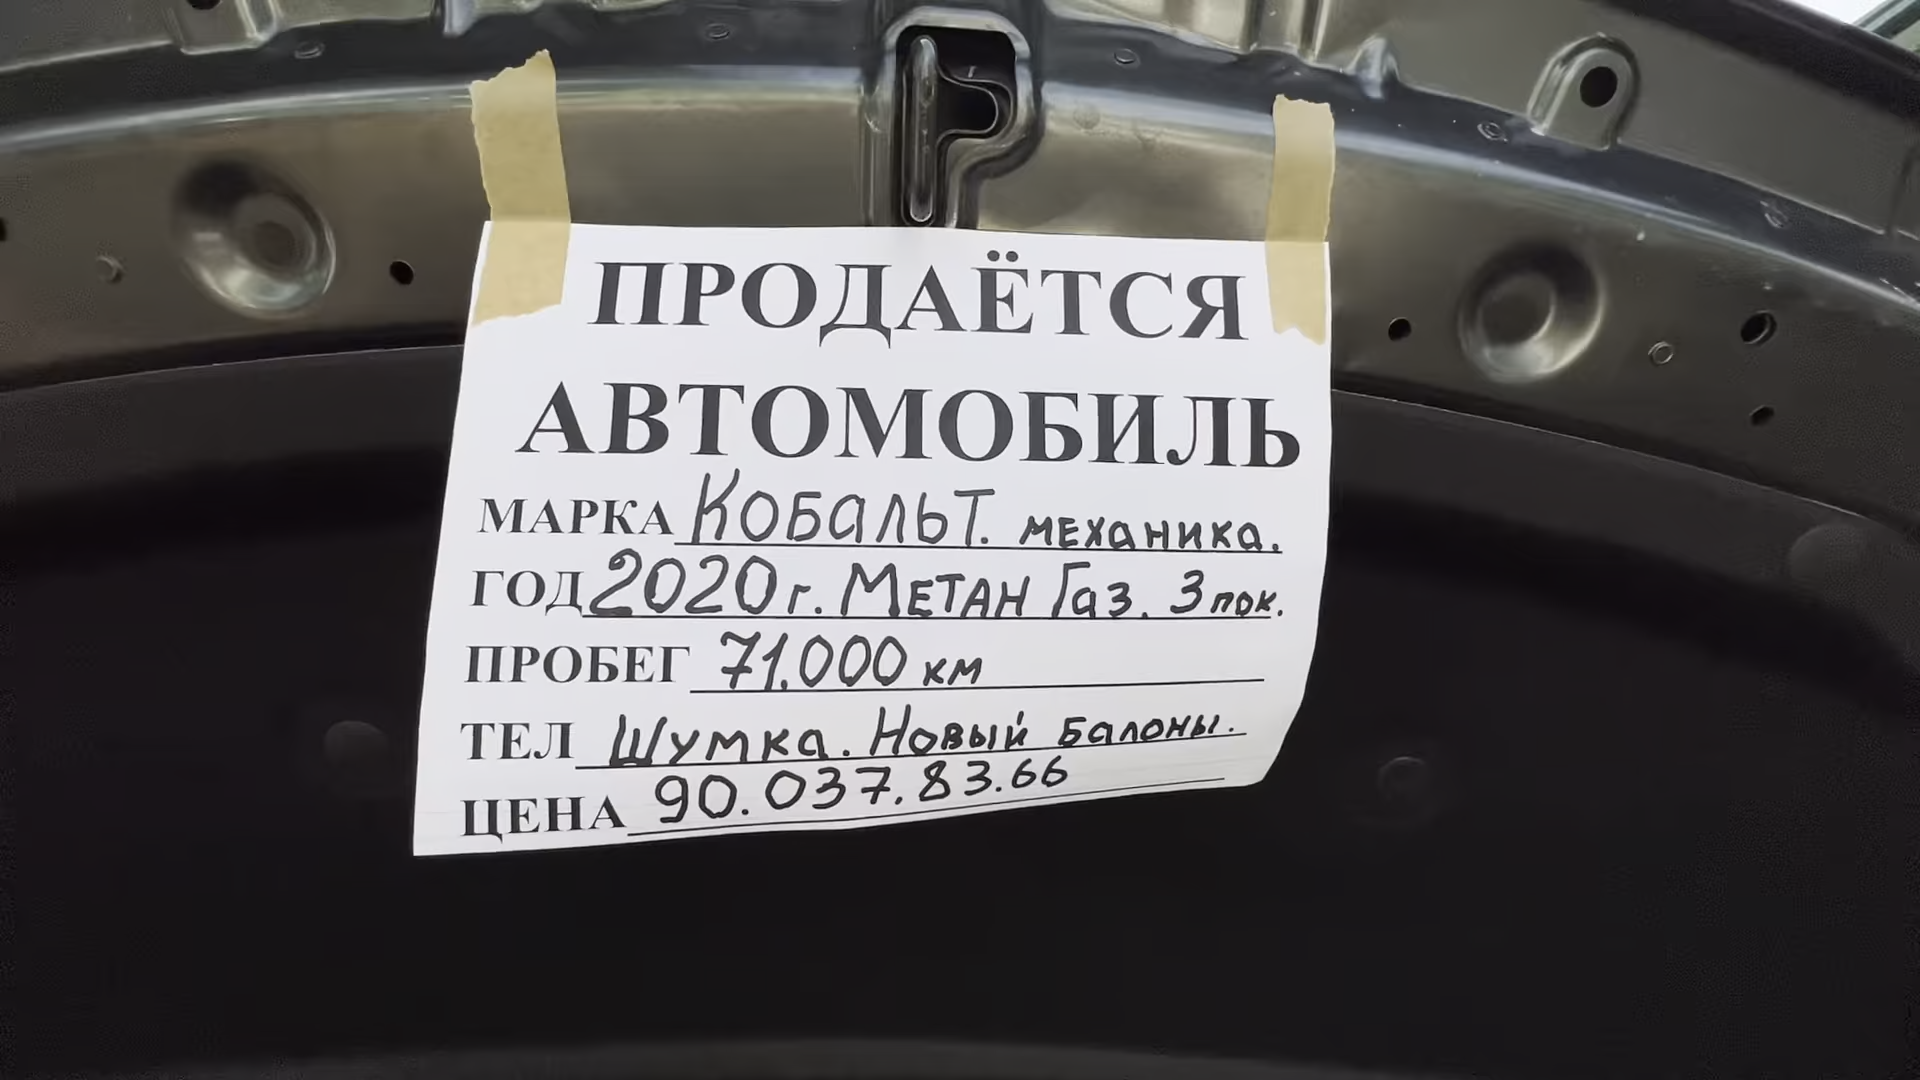 ПРОДАЁТСЯ
АВТОМОБИЛЬ
МАРКА КОБАЛЬТ. механика.
ГОД 2020 г. МЕТАН Газ. 3 пок.
ПРОБЕГ 71.000 км
ТЕЛ Шумка. Новый балоны.
ЦЕНА 90.037.83.66